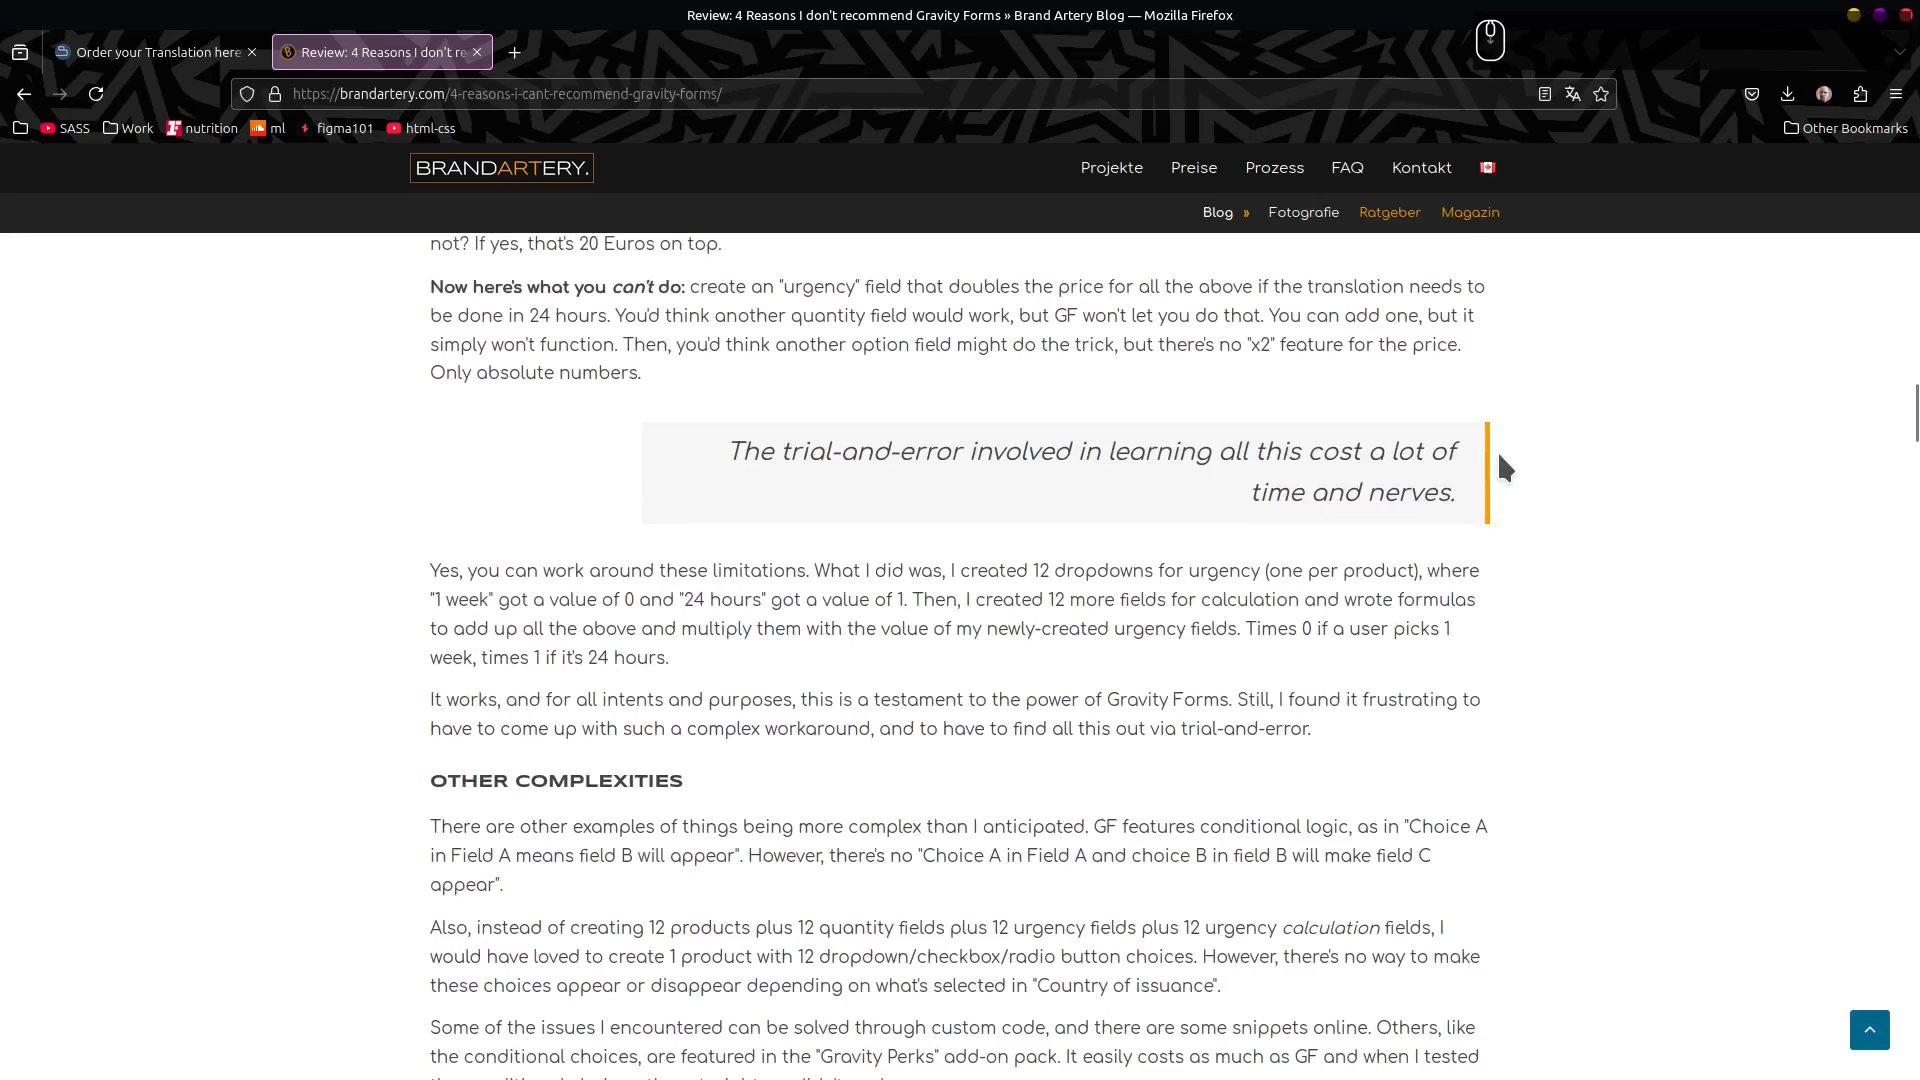 Review: 4 Reasons I don't recommend Gravity Forms » Brand Artery Blog — Mozilla Firefox
Order your Translation here
Review: 4 Reasons I don't re
https://brandartery.com/4-reasons-i-cant-recommend-gravity-forms/
SASS
Work
nutrition
ml
figma101
html-css
Other Bookmarks
BRANDARTERY.
Projekte Preise Prozess FAQ Kontakt
Blog » Fotografie Ratgeber Magazin
not? If yes, that's 20 Euros on top.
Now here's what you can't do: create an "urgency" field that doubles the price for all the above if the translation needs to
be done in 24 hours. You'd think another quantity field would work, but GF won't let you do that. You can add one, but it
simply won't function. Then, you'd think another option field might do the trick, but there's no "x2" feature for the price.
Only absolute numbers.
The trial-and-error involved in learning all this cost a lot of
time and nerves.
Yes, you can work around these limitations. What I did was, I created 12 dropdowns for urgency (one per product), where
"1 week" got a value of 0 and "24 hours" got a value of 1. Then, I created 12 more fields for calculation and wrote formulas
to add up all the above and multiply them with the value of my newly-created urgency fields. Times 0 if a user picks 1
week, times 1 if it's 24 hours.
It works, and for all intents and purposes, this is a testament to the power of Gravity Forms. Still, I found it frustrating to
have to come up with such a complex workaround, and to have to find all this out via trial-and-error.
OTHER COMPLEXITIES
There are other examples of things being more complex than I anticipated. GF features conditional logic, as in "Choice A
in Field A means field B will appear". However, there's no "Choice A in Field A and choice B in field B will make field C
appear".
Also, instead of creating 12 products plus 12 quantity fields plus 12 urgency fields plus 12 urgency calculation fields, I
would have loved to create 1 product with 12 dropdown/checkbox/radio button choices. However, there's no way to make
these choices appear or disappear depending on what's selected in "Country of issuance".
Some of the issues I encountered can be solved through custom code, and there are some snippets online. Others, like
the conditional choices, are featured in the "Gravity Perks" add-on pack. It easily costs as much as GF and when I tested